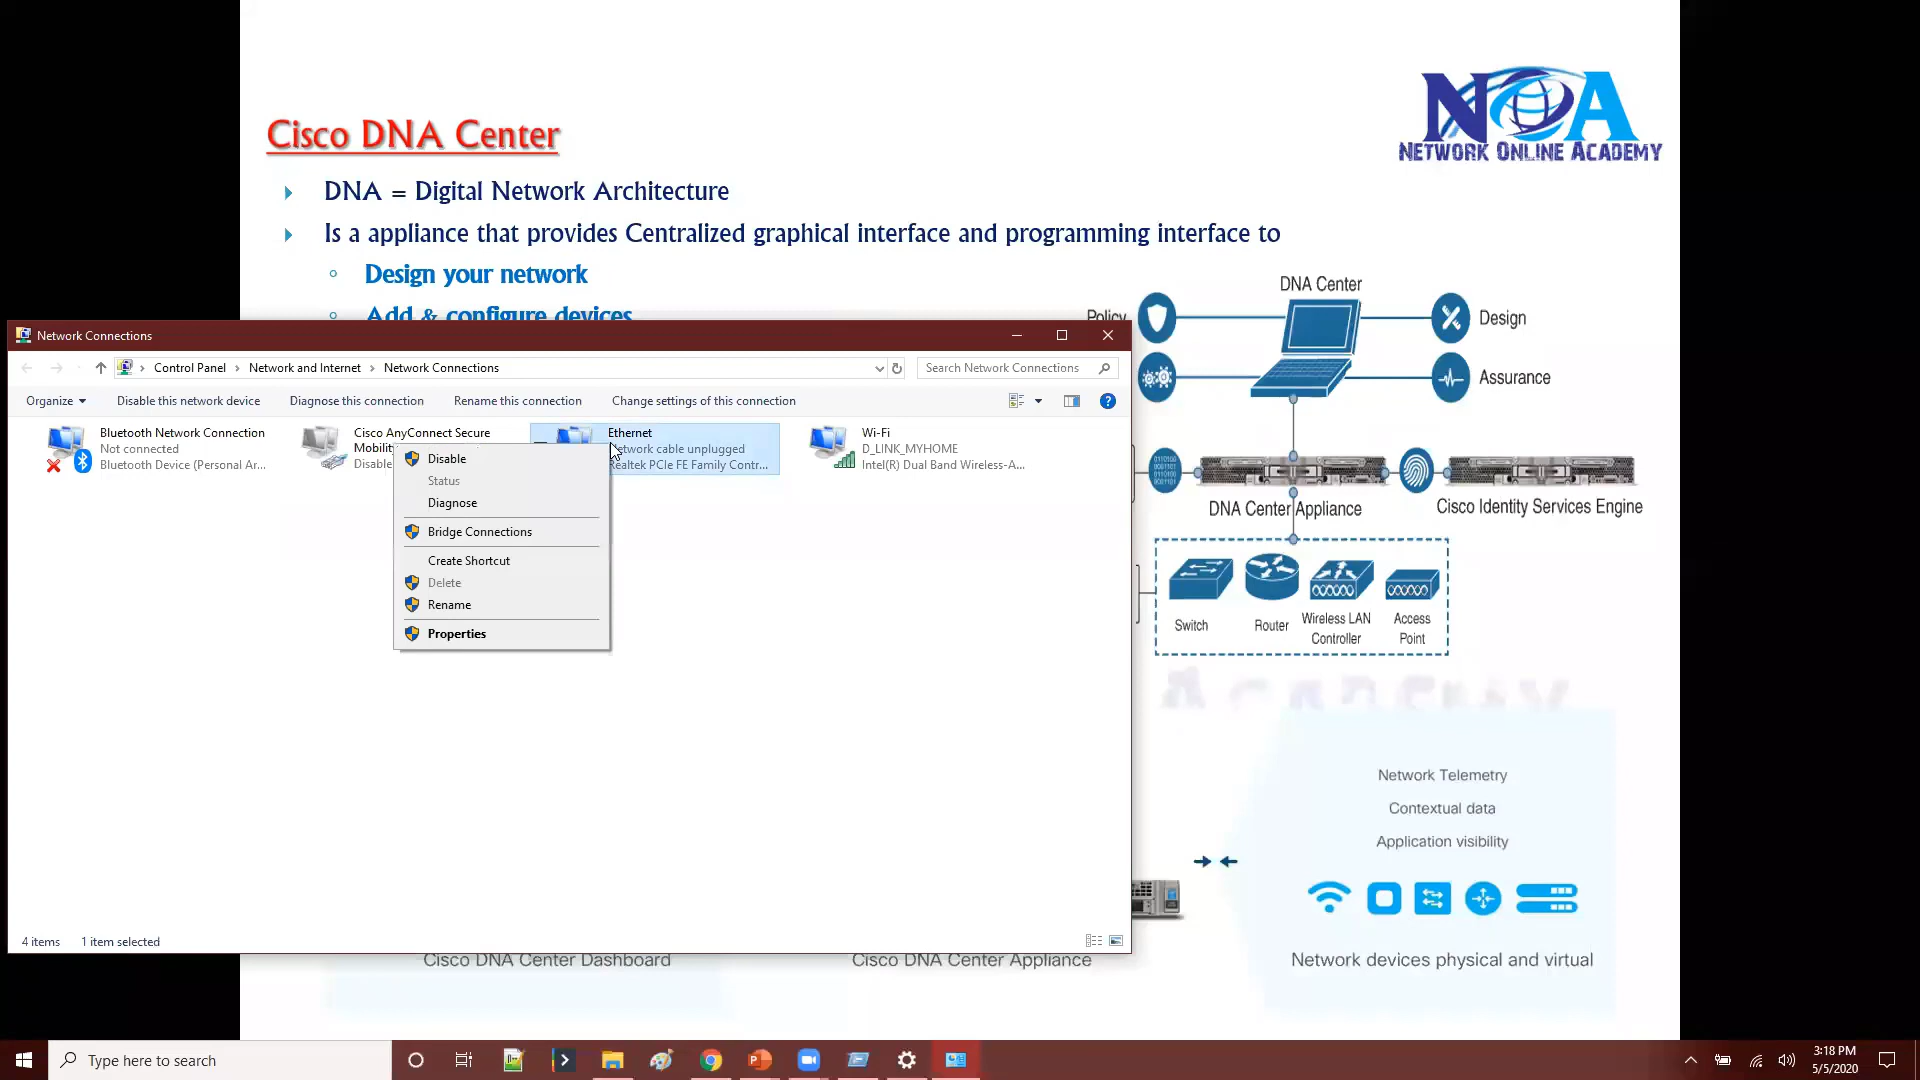 NOA
NETWORK ONLINE ACADEMY
Cisco DNA Center
DNA = Digital Network Architecture
Is a appliance that provides Centralized graphical interface and programming interface to
Design your network
Add & configure devices
DNA Center
Policy
Design
Assurance
DNA Center Appliance
Cisco Identity Services Engine
Switch
Router
Wireless LAN
Controller
Access
Point
Academy
Network Telemetry
Contextual data
Application visibility
Cisco DNA Center Dashboard
Cisco DNA Center Appliance
Network devices physical and virtual
Network Connections
Control Panel
Network and Internet
Network Connections
Search Network Connections
Organize
Disable this network device
Diagnose this connection
Rename this connection
Change settings of this connection
Bluetooth Network Connection
Not connected
Bluetooth Device (Personal Ar...
Cisco AnyConnect Secure
Mobilit
Disable
Ethernet
etwork cable unplugged
Realtek PCIe FE Family Contr...
Wi-Fi
D_LINK_MYHOME
Intel(R) Dual Band Wireless-A...
Disable
Status
Diagnose
Bridge Connections
Create Shortcut
Delete
Rename
Properties
4 items
1 item selected
Type here to search
3:18 PM
5/5/2020